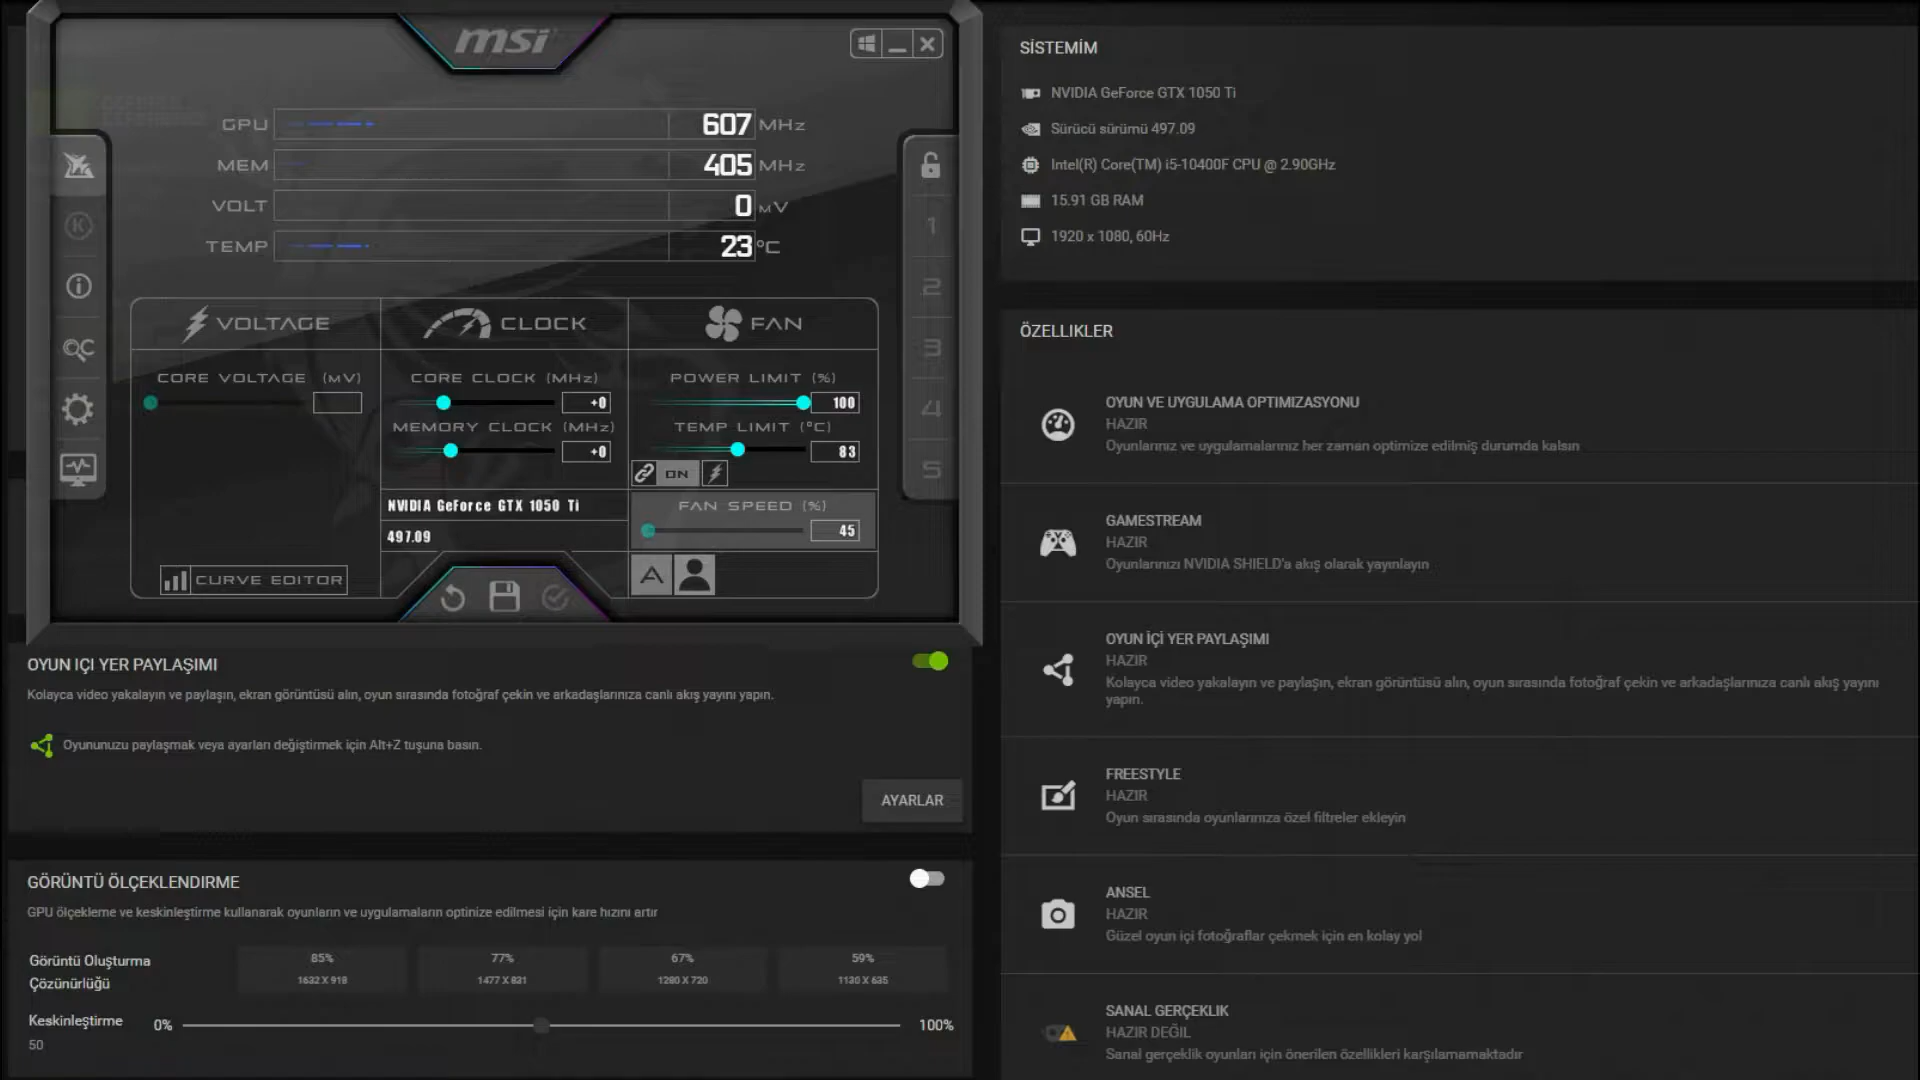 msi
GPU 607 MHz
MEM 405 MHz
VOLT 0 mV
TEMP 23 °C
K
OC
1
2
3
4
5
VOLTAGE
CLOCK
FAN
CORE VOLTAGE (mV)
CORE CLOCK (MHz)
+0
MEMORY CLOCK (MHz)
+0
POWER LIMIT (%)
100
TEMP LIMIT (°C)
83
ON
NVIDIA GeForce GTX 1050 Ti
497.09
FAN SPEED (%)
45
A
CURVE EDITOR
OYUN IÇI YER PAYLAŞIMI
Kolayca video yakalayın ve paylaşın, ekran görüntüsü alın, oyun sırasında fotoğraf çekin ve arkadaşlarınıza canlı akış yayını yapın.
Oyununuzu paylaşmak veya ayarları değiştirmek için Alt+Z tuşuna basın.
AYARLAR
GÖRÜNTÜ ÖLÇEKLENDIRME
GPU ölçekleme ve keskinleştirme kullanarak oyunların ve uygulamaların optinize edilmesi için kare hızını artır
Görüntü Oluşturma
Çözünürlüğü
85%
1632 X 918
77%
1477 X 831
67%
1280 X 720
59%
1130 X 635
Keskinleştirme
50
0%
100%
SİSTEMİM
NVIDIA GeForce GTX 1050 Ti
Sürücü sürümü 497.09
Intel(R) Core(TM) i5-10400F CPU @ 2.90GHz
15.91 GB RAM
1920 x 1080, 60Hz
ÖZELLIKLER
OYUN VE UYGULAMA OPTIMIZASYONU
HAZIR
Oyunlarınız ve uygulamalarınız her zaman optimize edilmiş durumda kalsın
GAMESTREAM
HAZIR
Oyunlarınızı NVIDIA SHIELD'a akış olarak yayınlayın
OYUN İÇİ YER PAYLAŞIMI
HAZIR
Kolayca video yakalayın ve paylaşın, ekran görüntüsü alın, oyun sırasında fotoğraf çekin ve arkadaşlarınıza canlı akış yayını
yapın.
FREESTYLE
HAZIR
Oyun sırasında oyunlarınıza özel filtreler ekleyin
ANSEL
HAZIR
Güzel oyun içi fotoğraflar çekmek için en kolay yol
SANAL GERÇEKLIK
HAZIR DEĞIL
Sanal gerçeklik oyunları için önerilen özellikleri karşılamamaktadır